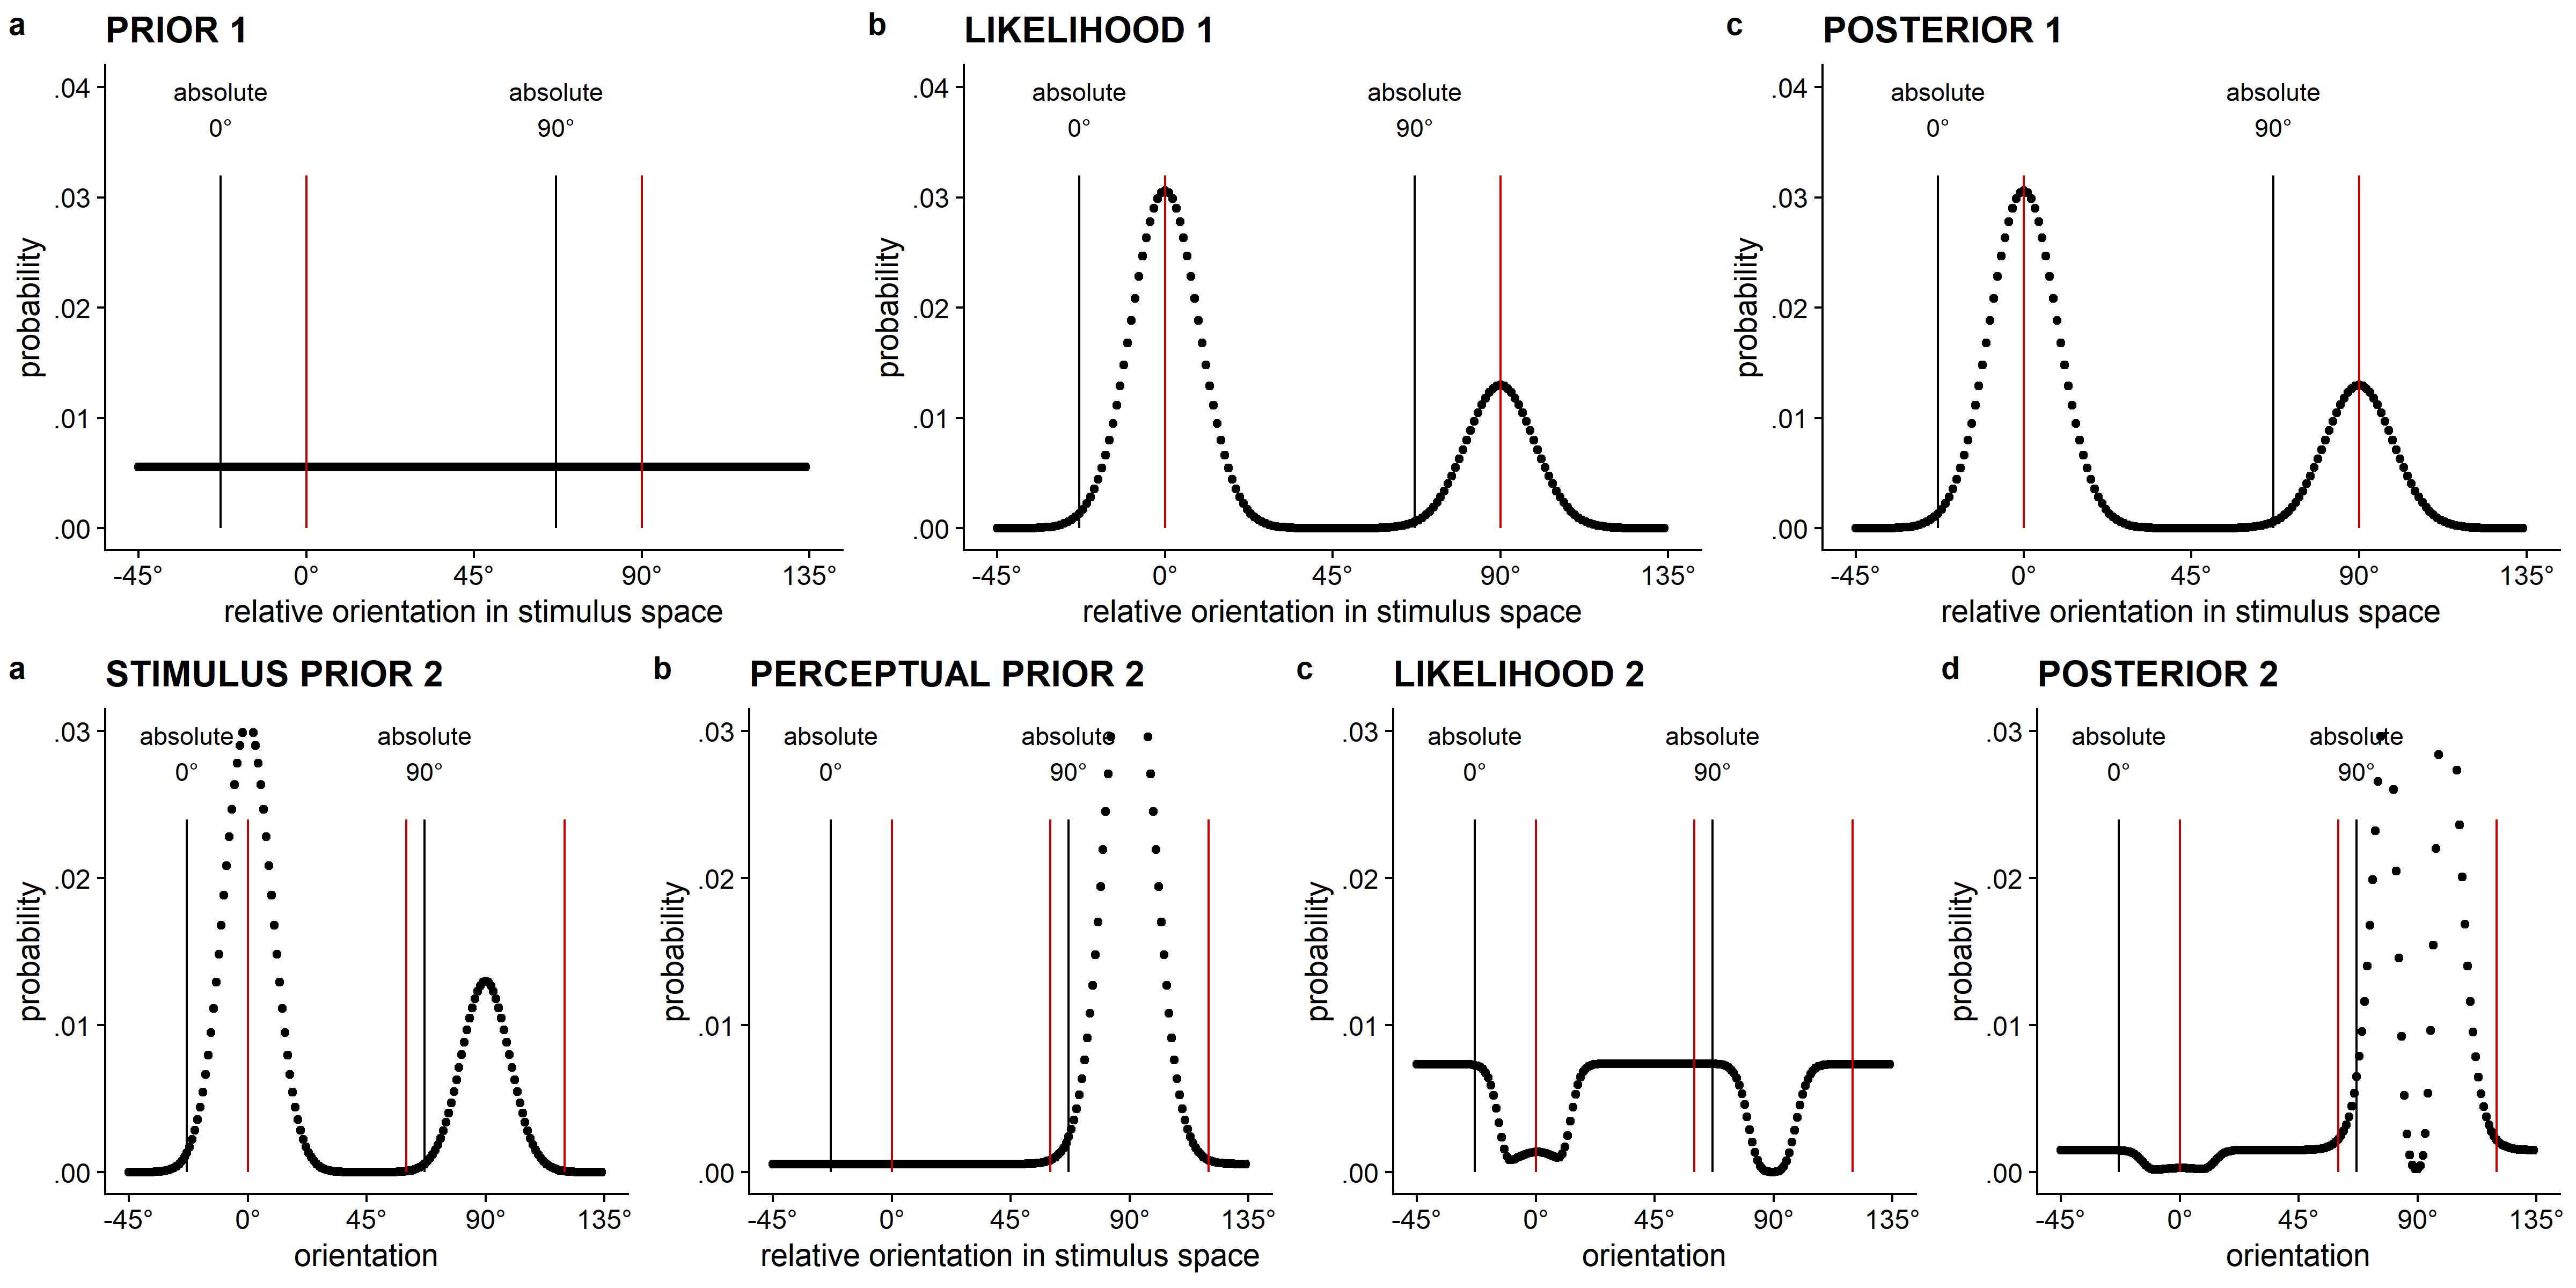 a PRIOR 1
absolute absolute
0° 90°
.04
.03
.02
.01
.00
probability
-45° 0° 45° 90° 135°
relative orientation in stimulus space
b LIKELIHOOD 1
absolute absolute
0° 90°
.04
.03
.02
.01
.00
probability
-45° 0° 45° 90° 135°
relative orientation in stimulus space
c POSTERIOR 1
absolute absolute
0° 90°
.04
.03
.02
.01
.00
probability
-45° 0° 45° 90° 135°
relative orientation in stimulus space
a STIMULUS PRIOR 2
absolute absolute
0° 90°
.03
.02
.01
.00
probability
-45° 0° 45° 90° 135°
orientation
b PERCEPTUAL PRIOR 2
absolute absolute
0° 90°
.03
.02
.01
.00
probability
-45° 0° 45° 90° 135°
relative orientation in stimulus space
c LIKELIHOOD 2
absolute absolute
0° 90°
.03
.02
.01
.00
probability
-45° 0° 45° 90° 135°
orientation
d POSTERIOR 2
absolute absolute
0° 90°
.03
.02
.01
.00
probability
-45° 0° 45° 90° 135°
orientation